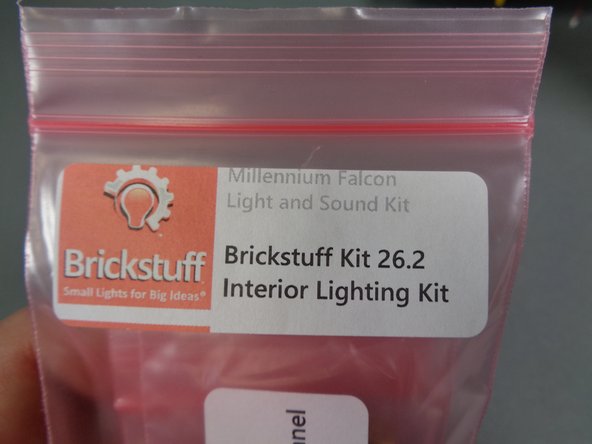 Millennium Falcon
Light and Sound Kit
Brickstuff
Small Lights for Big Ideas®
Brickstuff Kit 26.2
Interior Lighting Kit